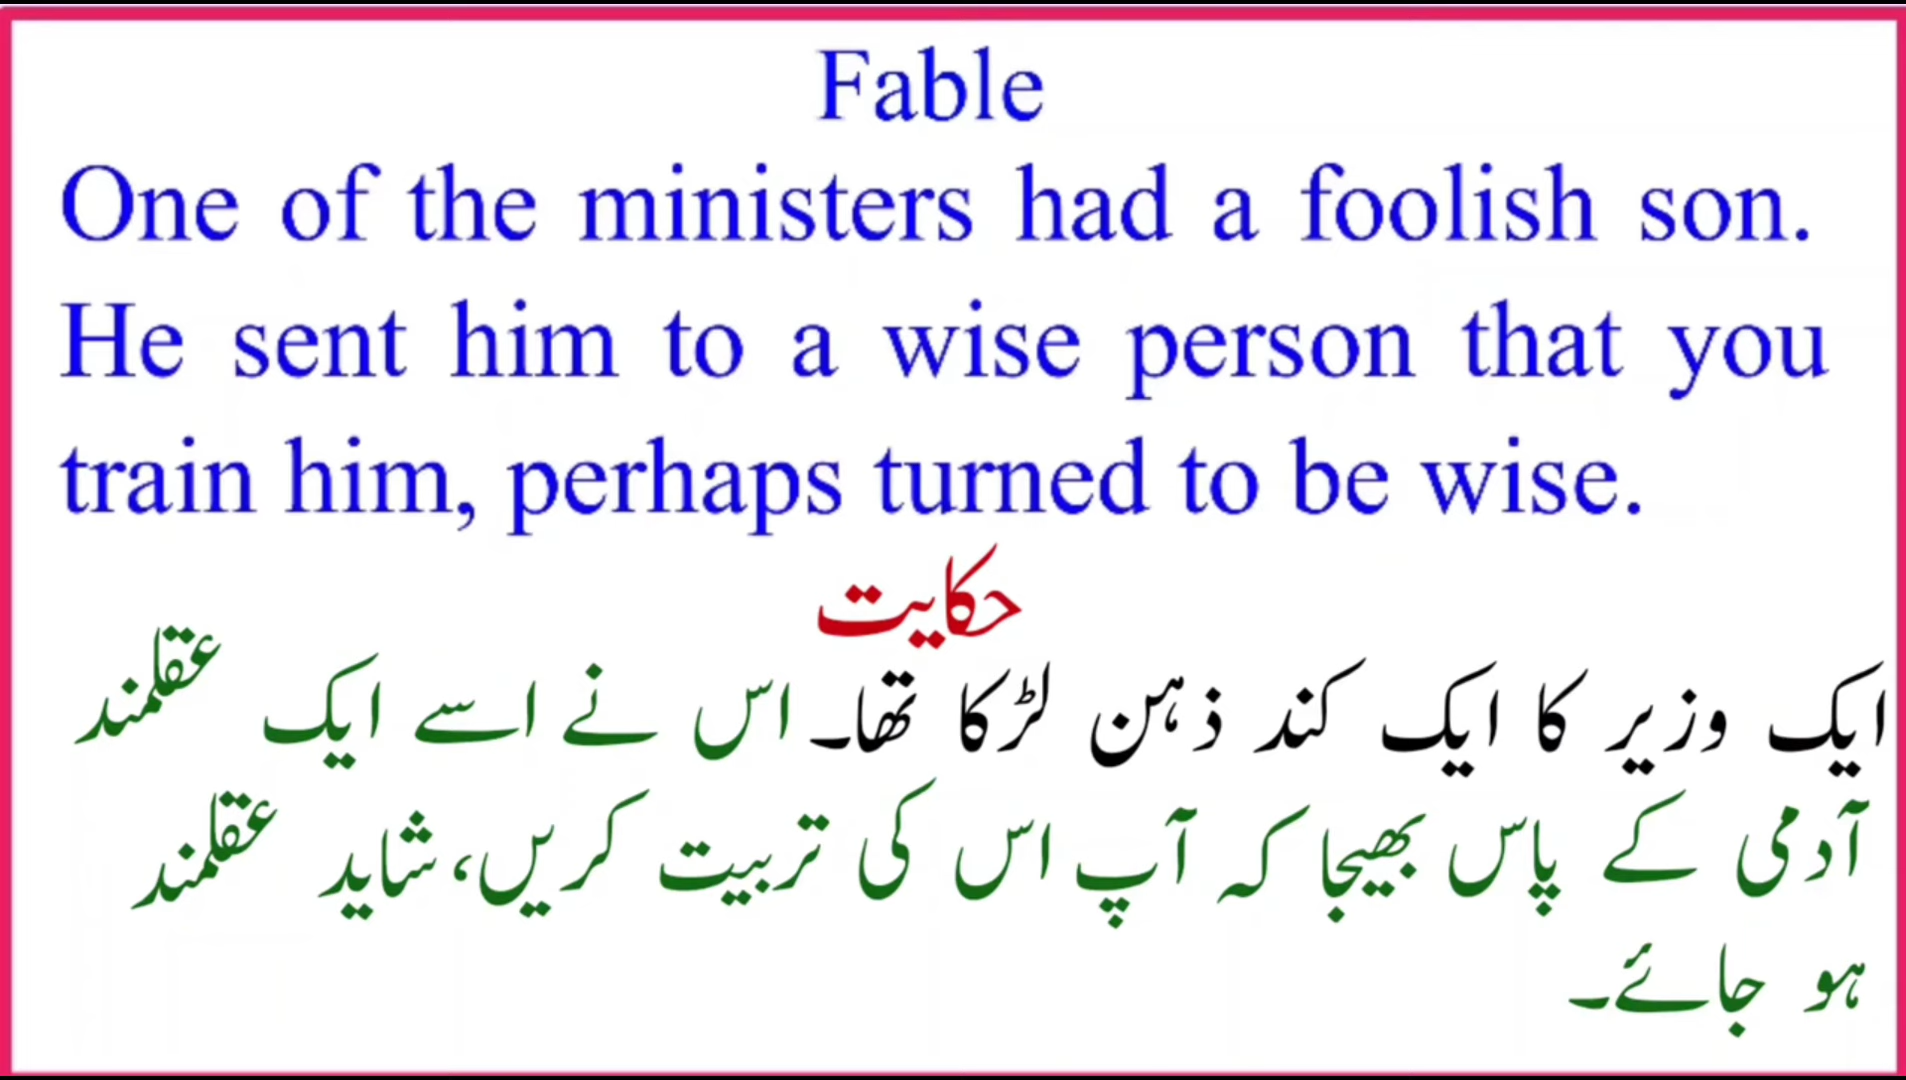 Fable
One of the ministers had a foolish son.
He sent him to a wise person that you
train him, perhaps turned to be wise.
حکایت
ایک وزیر کا ایک کند ذہن لڑکا تھا۔ اس نے اسے ایک عقلمند
آدمی کے پاس بھیجا کہ آپ اس کی تربیت کریں، شاید عقلمند
ہو جائے۔